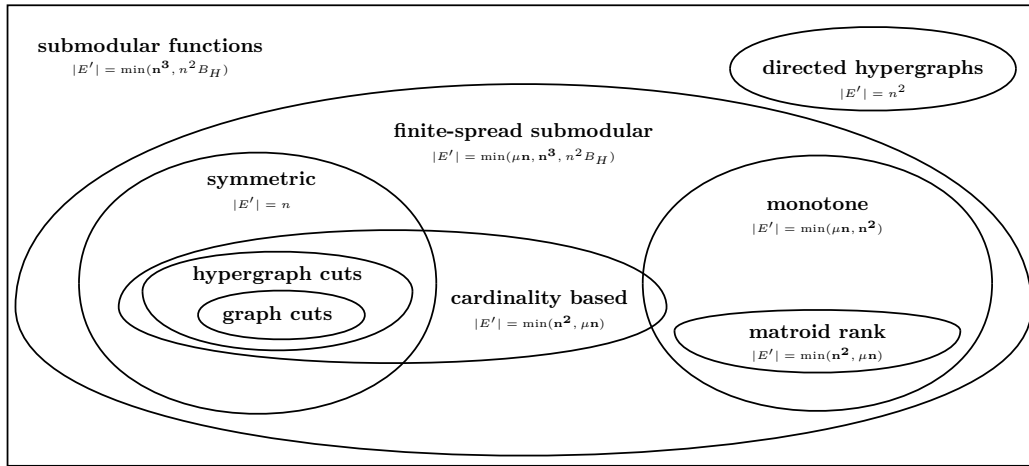 submodular functions
|E′| = min(n³, n²B_H)
directed hypergraphs
|E′| = n²
finite-spread submodular
|E′| = min(μn, n³, n²B_H)
symmetric
|E′| = n
monotone
|E′| = min(μn, n²)
hypergraph cuts
graph cuts
cardinality based
|E′| = min(n², μn)
matroid rank
|E′| = min(n², μn)